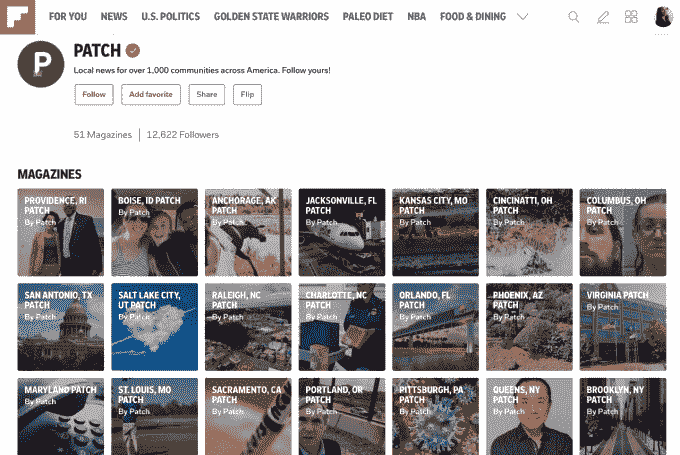 FOR YOU NEWS U.S. POLITICS GOLDEN STATE WARRIORS PALEO DIET NBA FOOD & DINING
PATCH
Local news for over 1,000 communities across America. Follow yours!
Follow Add favorite Share Flip
51 Magazines | 12,622 Followers
MAGAZINES
PROVIDENCE, RI
PATCH
By Patch
BOISE, ID PATCH
By Patch
ANCHORAGE, AK
PATCH
By Patch
JACKSONVILLE, FL
PATCH
By Patch
KANSAS CITY, MO
PATCH
By Patch
CINCINATTI, OH
PATCH
By Patch
COLUMBUS, OH
PATCH
By Patch
SAN ANTONIO, TX
PATCH
By Patch
SALT LAKE CITY,
UT PATCH
By Patch
RALEIGH, NC
PATCH
By Patch
CHARLOTTE, NC
PATCH
By Patch
ORLANDO, FL
PATCH
By Patch
PHOENIX, AZ
PATCH
By Patch
VIRGINIA PATCH
By Patch
MARYLAND PATCH
By Patch
ST. LOUIS, MO
PATCH
By Patch
SACRAMENTO, CA
PATCH
By Patch
PORTLAND, OR
PATCH
By Patch
PITTSBURGH, PA
PATCH
By Patch
QUEENS, NY
PATCH
By Patch
BROOKLYN, NY
PATCH
By Patch